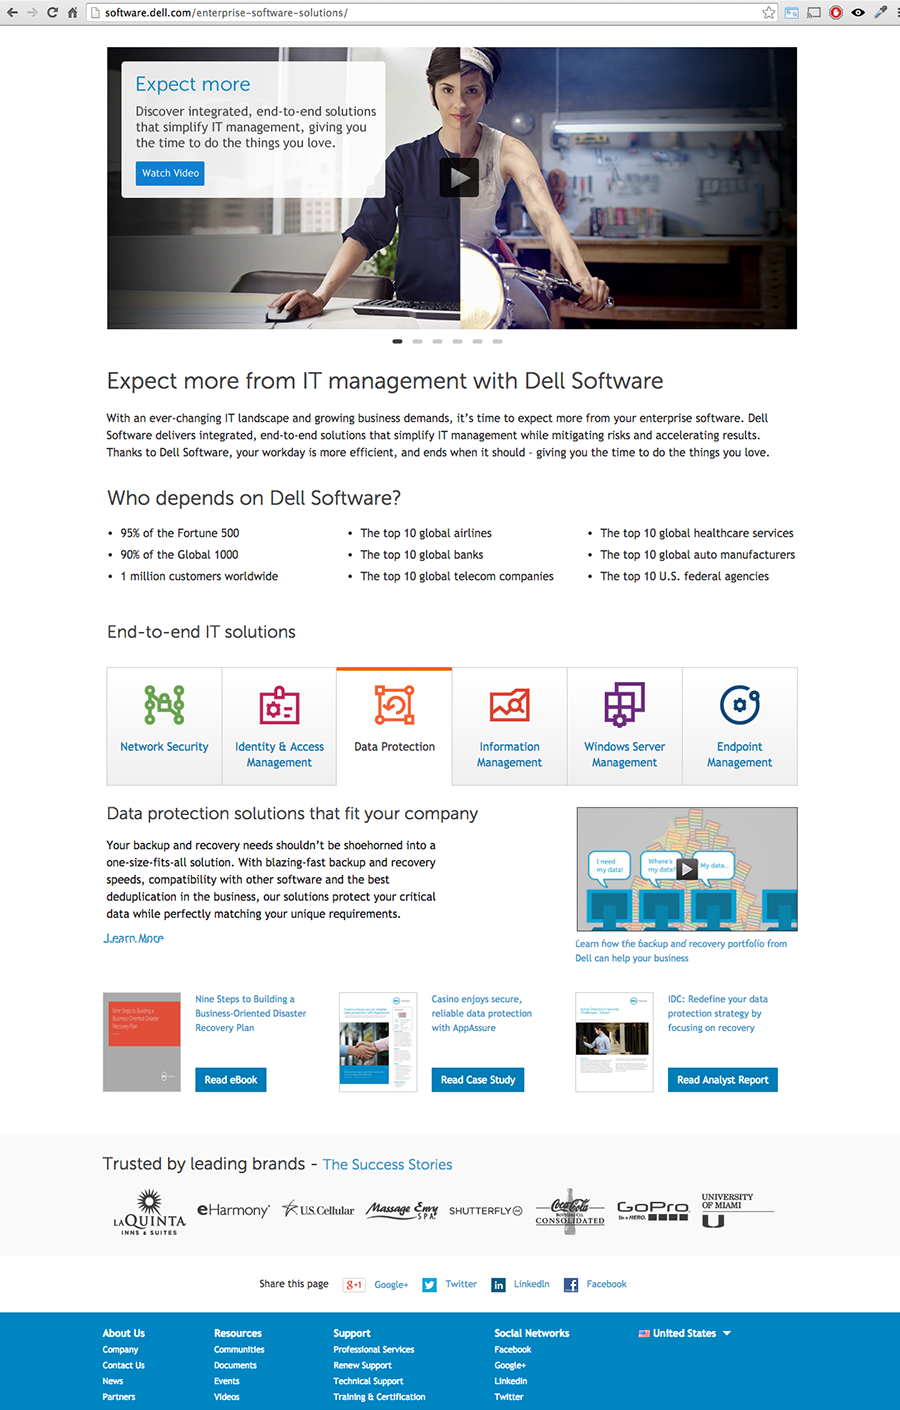 software.dell.com/enterprise-software-solutions/
Expect more
Discover integrated, end-to-end solutions
that simplify IT management, giving you
the time to do the things you love.
Watch Video
Expect more from IT management with Dell Software
With an ever-changing IT landscape and growing business demands, it's time to expect more from your enterprise software. Dell
Software delivers integrated, end-to-end solutions that simplify IT management while mitigating risks and accelerating results.
Thanks to Dell Software, your workday is more efficient, and ends when it should - giving you the time to do the things you love.
Who depends on Dell Software?
• 95% of the Fortune 500
• 90% of the Global 1000
• 1 million customers worldwide
• The top 10 global airlines
• The top 10 global banks
• The top 10 global telecom companies
• The top 10 global healthcare services
• The top 10 global auto manufacturers
• The top 10 U.S. federal agencies
End-to-end IT solutions
Network Security
Identity & Access
Management
Data Protection
Information
Management
Windows Server
Management
Endpoint
Management
Data protection solutions that fit your company
Your backup and recovery needs shouldn't be shoehorned into a
one-size-fits-all solution. With blazing-fast backup and recovery
speeds, compatibility with other software and the best
deduplication in the business, our solutions protect your critical
data while perfectly matching your unique requirements.
Learn More
I need
my data!
Where's
my data?
My data...
Learn how the backup and recovery portfolio from
Dell can help your business
Nine Steps to Building a
Business-Oriented Disaster
Recovery Plan
Nine Steps to Building a
Business-Oriented Disaster
Recovery Plan
Read eBook
Casino enjoys secure,
reliable data protection
with AppAssure
Read Case Study
IDC: Redefine your data
protection strategy by
focusing on recovery
Read Analyst Report
Trusted by leading brands - The Success Stories
LAQUINTA
INNS & SUITES
eHarmony
U.S. Cellular
Massage Envy
SPA
SHUTTERFLY
Coca-Cola
BOTTLING CO.
CONSOLIDATED
GoPro
Be a HERO.
UNIVERSITY
OF MIAMI
Share this page
g+1 Google+
Twitter
in LinkedIn
f Facebook
About Us
Company
Contact Us
News
Partners
Resources
Communities
Documents
Events
Videos
Support
Professional Services
Renew Support
Technical Support
Training & Certification
Social Networks
Facebook
Google+
LinkedIn
Twitter
United States